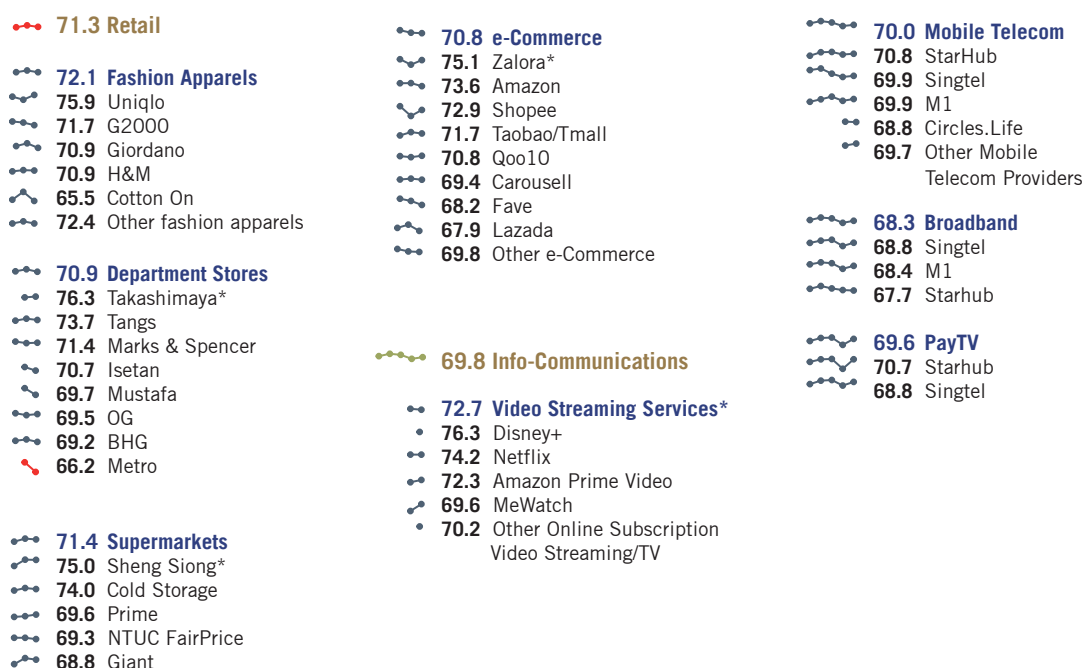 71.3 Retail
72.1 Fashion Apparels
75.9 Uniqlo
71.7 G2000
70.9 Giordano
70.9 H&M
65.5 Cotton On
72.4 Other fashion apparels
70.9 Department Stores
76.3 Takashimaya*
73.7 Tangs
71.4 Marks & Spencer
70.7 Isetan
69.7 Mustafa
69.5 OG
69.2 BHG
66.2 Metro
71.4 Supermarkets
75.0 Sheng Siong*
74.0 Cold Storage
69.6 Prime
69.3 NTUC FairPrice
68.8 Giant
70.8 e-Commerce
75.1 Zalora*
73.6 Amazon
72.9 Shopee
71.7 Taobao/Tmall
70.8 Qoo10
69.4 Carousell
68.2 Fave
67.9 Lazada
69.8 Other e-Commerce
69.8 Info-Communications
72.7 Video Streaming Services*
76.3 Disney+
74.2 Netflix
72.3 Amazon Prime Video
69.6 MeWatch
70.2 Other Online Subscription
Video Streaming/TV
70.0 Mobile Telecom
70.8 StarHub
69.9 Singtel
69.9 M1
68.8 Circles.Life
69.7 Other Mobile
Telecom Providers
68.3 Broadband
68.8 Singtel
68.4 M1
67.7 Starhub
69.6 PayTV
70.7 Starhub
68.8 Singtel